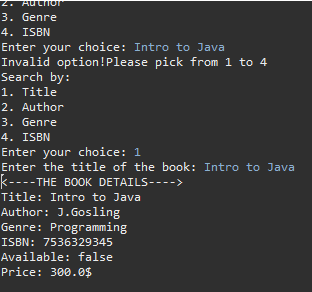 2. Author
3. Genre
4. ISBN
Enter your choice: Intro to Java
Invalid option!Please pick from 1 to 4
Search by:
1. Title
2. Author
3. Genre
4. ISBN
Enter your choice: 1
Enter the title of the book: Intro to Java
<----THE BOOK DETAILS---->
Title: Intro to Java
Author: J.Gosling
Genre: Programming
ISBN: 7536329345
Available: false
Price: 300.0$